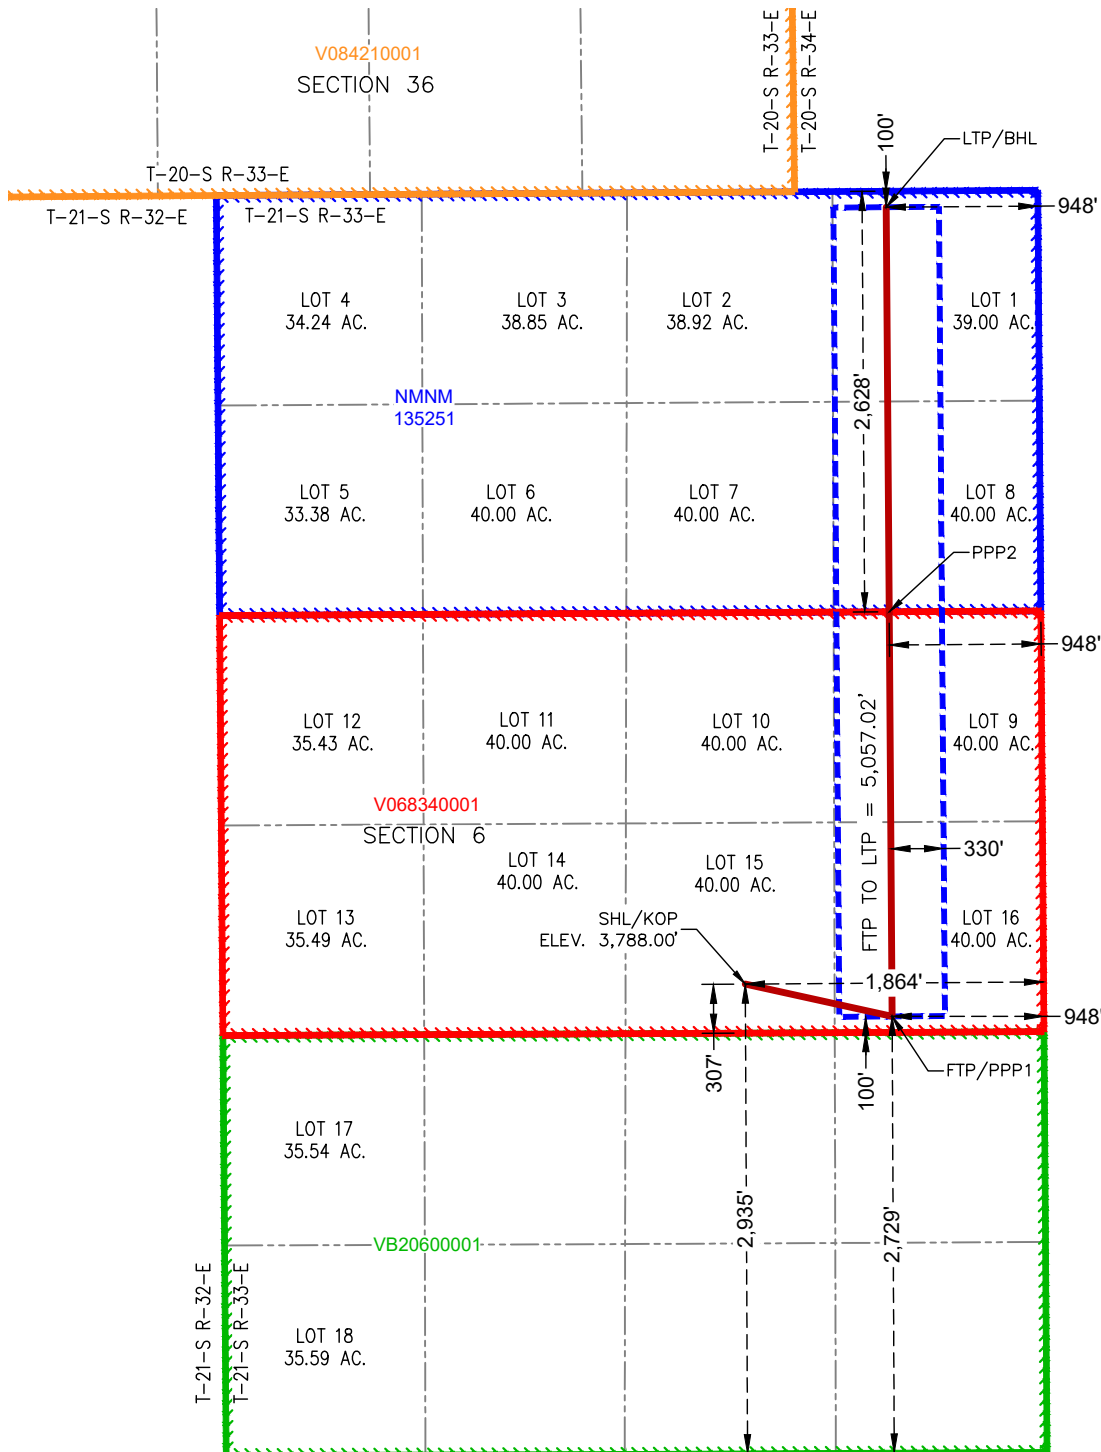 V084210001
SECTION 36
T-20-S R-33-E
T-20-S R-34-E
100'
LTP/BHL
T-20-S R-33-E
T-21-S R-32-E
T-21-S R-33-E
948'
LOT 4
34.24 AC.
LOT 3
38.85 AC.
LOT 2
38.92 AC.
LOT 1
39.00 AC.
NMNM
135251
2,628'
LOT 5
33.38 AC.
LOT 6
40.00 AC.
LOT 7
40.00 AC.
LOT 8
40.00 AC.
PPP2
948'
LOT 12
35.43 AC.
LOT 11
40.00 AC.
LOT 10
40.00 AC.
LOT 9
40.00 AC.
FTP TO LTP = 5,057.02'
V068340001
SECTION 6
330'
LOT 14
40.00 AC.
LOT 15
40.00 AC.
LOT 13
35.49 AC.
SHL/KOP
ELEV. 3,788.00'
LOT 16
40.00 AC.
1,864'
948'
307'
100'
FTP/PPP1
LOT 17
35.54 AC.
2,935'
2,729'
VB20600001
T-21-S R-32-E
T-21-S R-33-E
LOT 18
35.59 AC.